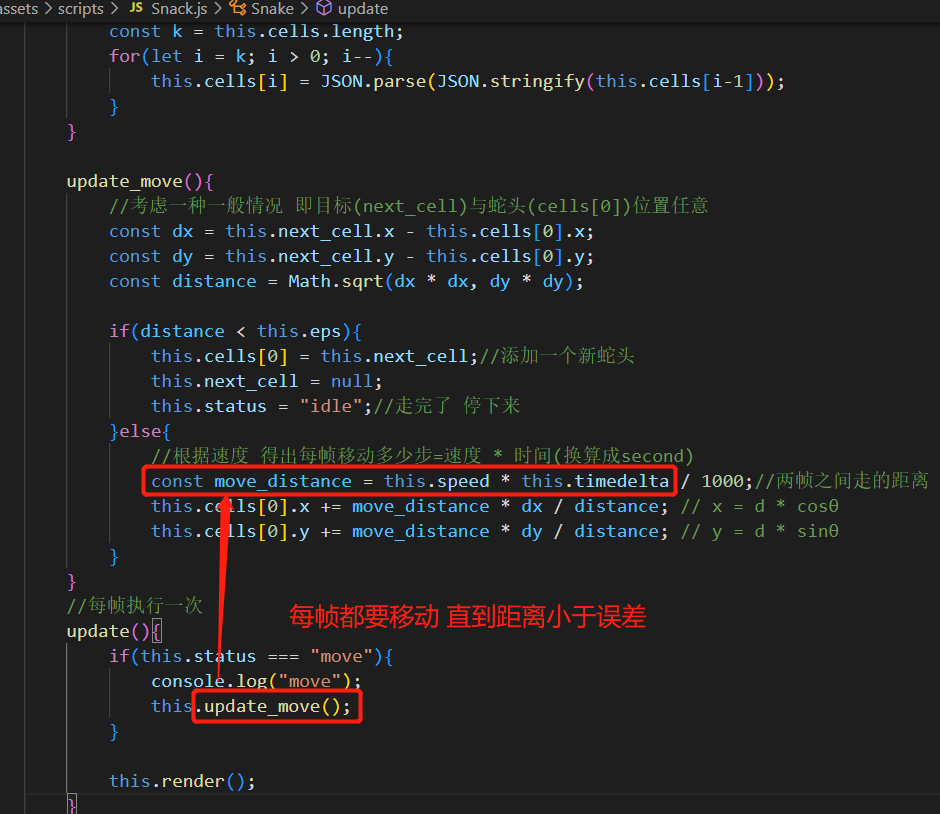 assets > scripts > JS Snack.js > Snake > update
const k = this.cells.length;
for(let i = k; i > 0; i--){
this.cells[i] = JSON.parse(JSON.stringify(this.cells[i-1]));
}
}
update_move(){
//考虑一种一般情况 即目标(next_cell)与蛇头(cells[0])位置任意
const dx = this.next_cell.x - this.cells[0].x;
const dy = this.next_cell.y - this.cells[0].y;
const distance = Math.sqrt(dx * dx, dy * dy);
if(distance < this.eps){
this.cells[0] = this.next_cell;//添加一个新蛇头
this.next_cell = null;
this.status = "idle";//走完了 停下来
}else{
//根据速度 得出每帧移动多少步=速度 * 时间(换算成second)
const move_distance = this.speed * this.timedelta / 1000;//两帧之间走的距离
this.cells[0].x += move_distance * dx / distance; // x = d * cosθ
this.cells[0].y += move_distance * dy / distance; // y = d * sinθ
}
}
//每帧执行一次
每帧都要移动 直到距离小于误差
update(){
if(this.status === "move"){
console.log("move");
this.update_move();
}
this.render();
}